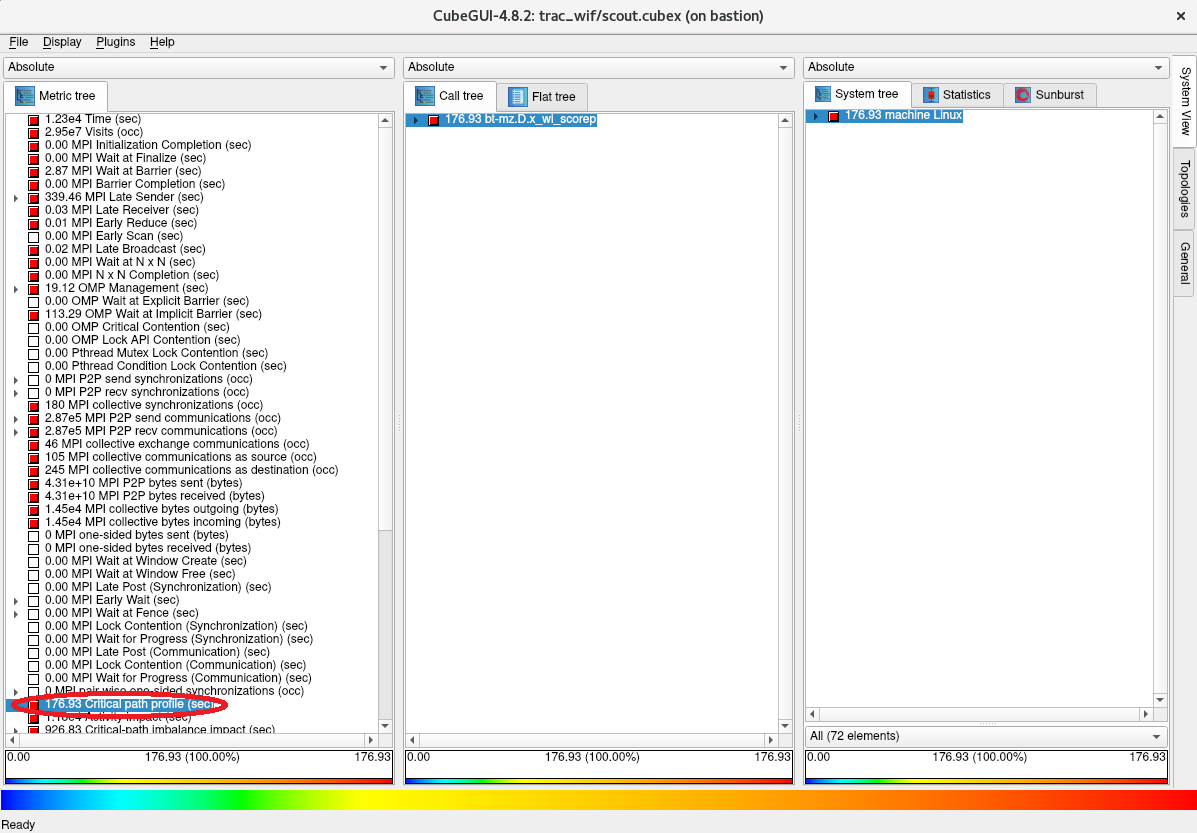 CubeGUI-4.8.2: trac_wif/scout.cubex (on bastion)
File Display Plugins Help
Absolute
Metric tree
1.23e4 Time (sec)
2.95e7 Visits (occ)
0.00 MPI Initialization Completion (sec)
0.00 MPI Wait at Finalize (sec)
2.87 MPI Wait at Barrier (sec)
0.00 MPI Barrier Completion (sec)
339.46 MPI Late Sender (sec)
0.03 MPI Late Receiver (sec)
0.01 MPI Early Reduce (sec)
0.00 MPI Early Scan (sec)
0.02 MPI Late Broadcast (sec)
0.00 MPI Wait at N x N (sec)
0.00 MPI N x N Completion (sec)
19.12 OMP Management (sec)
0.00 OMP Wait at Explicit Barrier (sec)
113.29 OMP Wait at Implicit Barrier (sec)
0.00 OMP Critical Contention (sec)
0.00 OMP Lock API Contention (sec)
0.00 Pthread Mutex Lock Contention (sec)
0.00 Pthread Condition Lock Contention (sec)
0 MPI P2P send synchronizations (occ)
0 MPI P2P recv synchronizations (occ)
180 MPI collective synchronizations (occ)
2.87e5 MPI P2P send communications (occ)
2.87e5 MPI P2P recv communications (occ)
46 MPI collective exchange communications (occ)
105 MPI collective communications as source (occ)
245 MPI collective communications as destination (occ)
4.31e+10 MPI P2P bytes sent (bytes)
4.31e+10 MPI P2P bytes received (bytes)
1.45e4 MPI collective bytes outgoing (bytes)
1.45e4 MPI collective bytes incoming (bytes)
0 MPI one-sided bytes sent (bytes)
0 MPI one-sided bytes received (bytes)
0.00 MPI Wait at Window Create (sec)
0.00 MPI Wait at Window Free (sec)
0.00 MPI Late Post (Synchronization) (sec)
0.00 MPI Early Wait (sec)
0.00 MPI Wait at Fence (sec)
0.00 MPI Lock Contention (Synchronization) (sec)
0.00 MPI Wait for Progress (Synchronization) (sec)
0.00 MPI Late Post (Communication) (sec)
0.00 MPI Lock Contention (Communication) (sec)
0.00 MPI Wait for Progress (Communication) (sec)
0 MPI pair-wise one-sided synchronizations (occ)
176.93 Critical path profile (sec)
Activity impact (sec)
926.83 Critical-path imbalance impact (sec)
0.00 176.93 (100.00%) 176.93
Absolute
Call tree Flat tree
176.93 bt-mz.D.x_wi_scorep
0.00 176.93 (100.00%) 176.93
Absolute
System tree Statistics Sunburst
176.93 machine Linux
All (72 elements)
0.00 176.93 (100.00%) 176.93
System View
Topologies
General
Ready